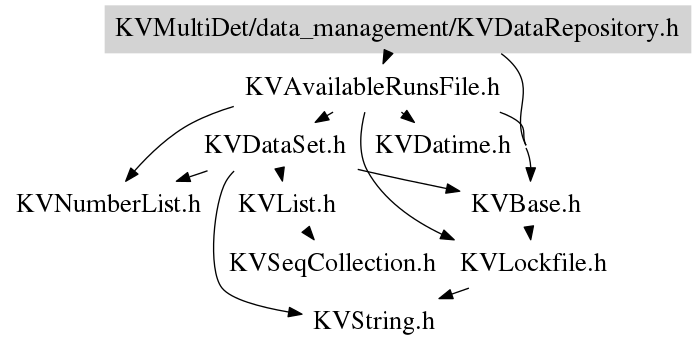 KVMultiDet/data_management/KVDataRepository.h
KVAvailableRunsFile.h
KVDataSet.h
KVDatime.h
KVNumberList.h
KVList.h
KVBase.h
KVSeqCollection.h
KVLockfile.h
KVString.h